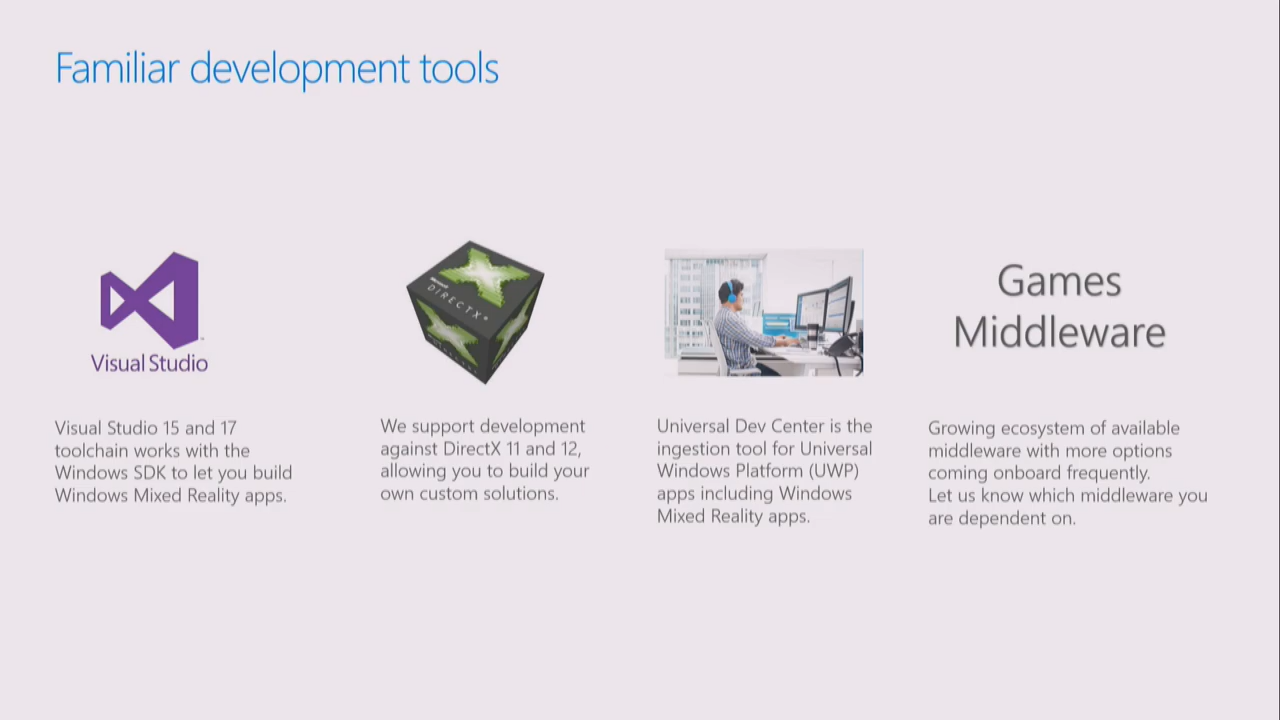 Familiar development tools
Visual Studio
Microsoft
DIRECTX®
Games
Middleware
Visual Studio 15 and 17
toolchain works with the
Windows SDK to let you build
Windows Mixed Reality apps.
We support development
against DirectX 11 and 12,
allowing you to build your
own custom solutions.
Universal Dev Center is the
ingestion tool for Universal
Windows Platform (UWP)
apps including Windows
Mixed Reality apps.
Growing ecosystem of available
middleware with more options
coming onboard frequently.
Let us know which middleware you
are dependent on.